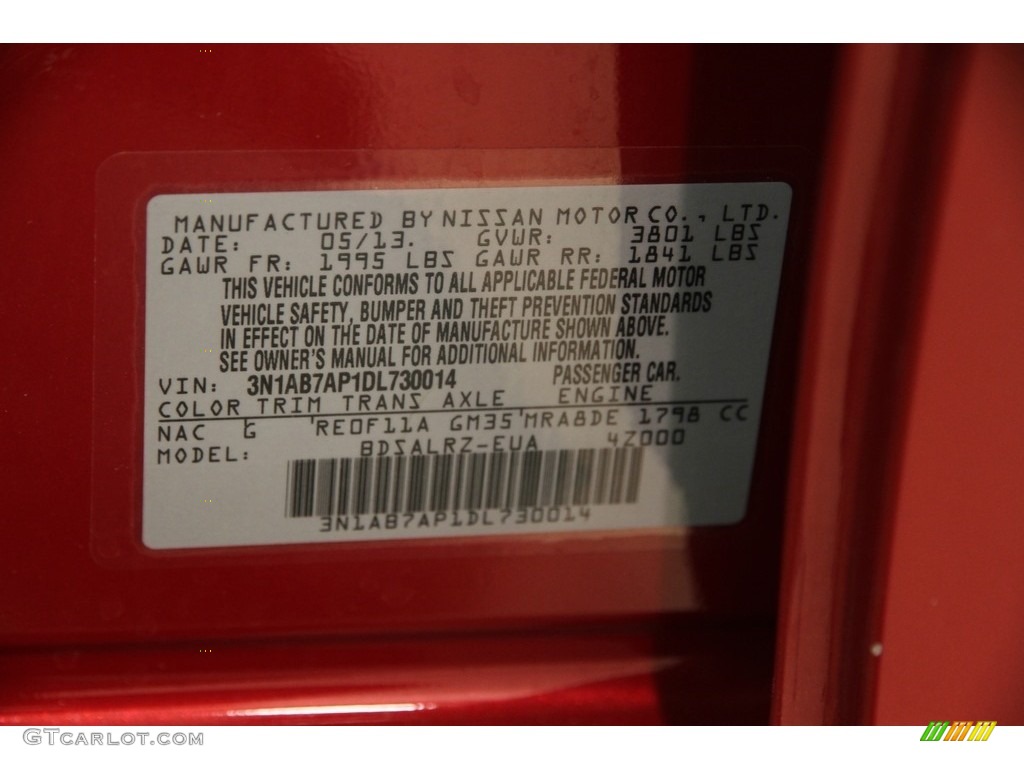 MANUFACTURED BY NISSAN MOTOR CO., LTD.
DATE: 05/13. GVWR: 3801 LBS
GAWR FR: 1995 LBS GAWR RR: 1841 LBS
THIS VEHICLE CONFORMS TO ALL APPLICABLE FEDERAL MOTOR
VEHICLE SAFETY, BUMPER AND THEFT PREVENTION STANDARDS
IN EFFECT ON THE DATE OF MANUFACTURE SHOWN ABOVE.
SEE OWNER'S MANUAL FOR ADDITIONAL INFORMATION.
VIN: 3N1AB7AP1DL730014 PASSENGER CAR.
COLOR TRIM TRANS AXLE ENGINE
NAC G RE0F11A GM35 MRA8DE 1798 CC
MODEL: BDSALRZ-EUA 4Z000
3N1AB7AP1DL730014
GTCARLOT.COM